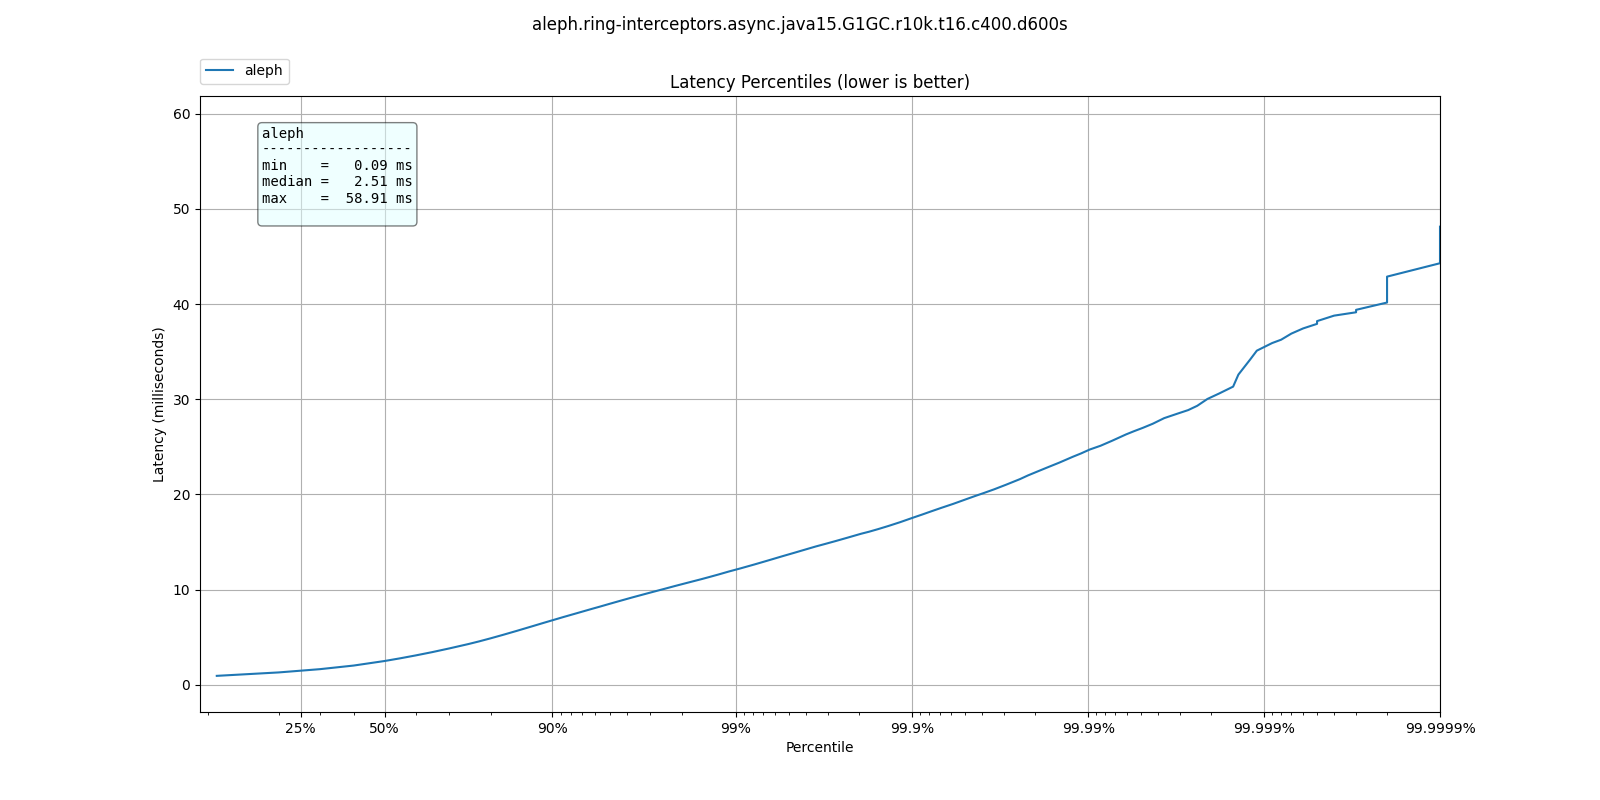 aleph.ring-interceptors.async.java15.G1GC.r10k.t16.c400.d600s
aleph
Latency Percentiles (lower is better)
60
50
40
30
20
10
0
Latency (milliseconds)
aleph
------------------
min    =   0.09 ms
median =   2.51 ms
max    =  58.91 ms
25% 50% 90% 99% 99.9% 99.99% 99.999% 99.9999%
Percentile